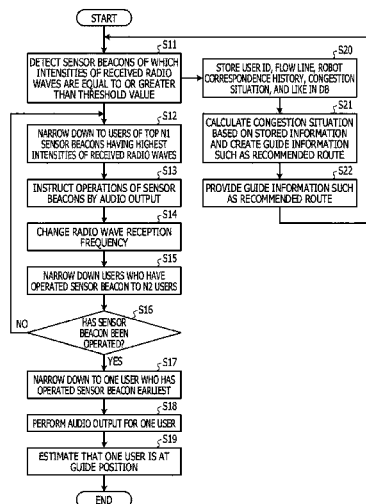 START
S11
DETECT SENSOR BEACONS OF WHICH
INTENSITIES OF RECEIVED RADIO
WAVES ARE EQUAL TO OR GREATER
THAN THRESHOLD VALUE
S12
NARROW DOWN TO USERS OF TOP N1
SENSOR BEACONS HAVING HIGHEST
INTENSITIES OF RECEIVED RADIO WAVES
S13
INSTRUCT OPERATIONS OF SENSOR
BEACONS BY AUDIO OUTPUT
S14
CHANGE RADIO WAVE RECEPTION
FREQUENCY
S15
NARROW DOWN USERS WHO HAVE
OPERATED SENSOR BEACON TO N2 USERS
S16
NO
HAS SENSOR
BEACON BEEN
OPERATED?
YES
S17
NARROW DOWN TO ONE USER WHO HAS
OPERATED SENSOR BEACON EARLIEST
S18
PERFORM AUDIO OUTPUT FOR ONE USER
S19
ESTIMATE THAT ONE USER IS AT
GUIDE POSITION
END
S20
STORE USER ID, FLOW LINE, ROBOT
CORRESPONDENCE HISTORY, CONGESTION
SITUATION, AND LIKE IN DB
S21
CALCULATE CONGESTION SITUATION
BASED ON STORED INFORMATION
AND CREATE GUIDE INFORMATION
SUCH AS RECOMMENDED ROUTE
S22
PROVIDE GUIDE INFORMATION SUCH
AS RECOMMENDED ROUTE